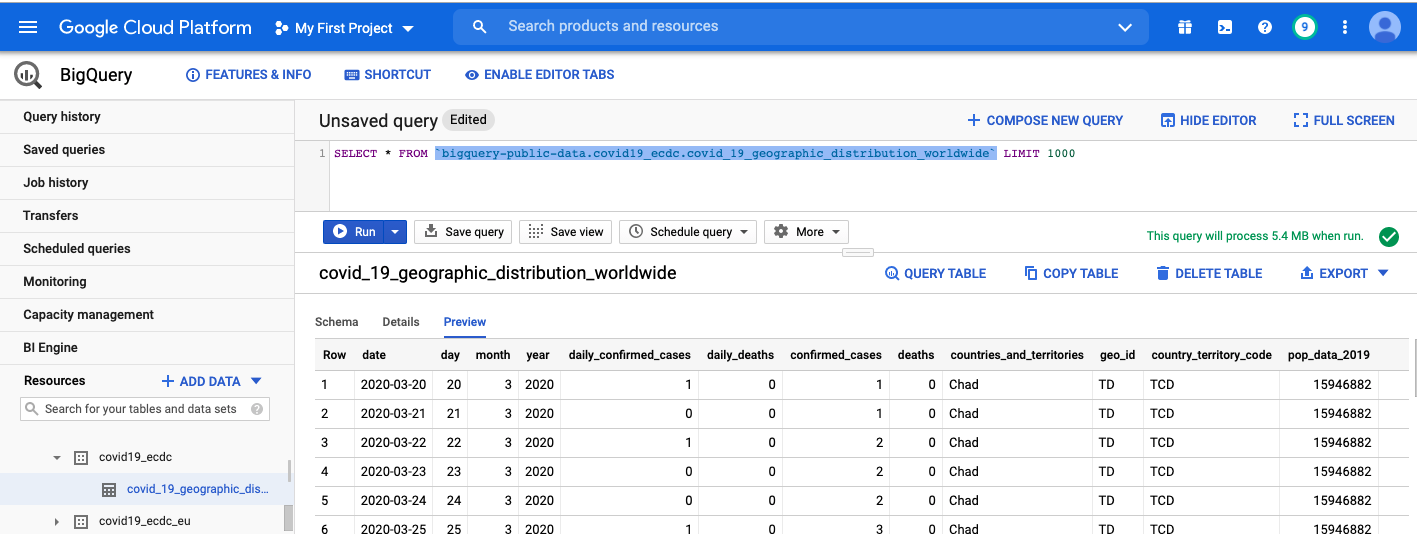 Google Cloud Platform My First Project Search products and resources 9
BigQuery FEATURES & INFO SHORTCUT ENABLE EDITOR TABS
Query history
Saved queries
Job history
Transfers
Scheduled queries
Monitoring
Capacity management
BI Engine
Resources + ADD DATA
Search for your tables and data sets ?
covid19_ecdc
covid_19_geographic_dis...
covid19_ecdc_eu
Unsaved query Edited + COMPOSE NEW QUERY HIDE EDITOR FULL SCREEN
1 SELECT * FROM `bigquery-public-data.covid19_ecdc.covid_19_geographic_distribution_worldwide` LIMIT 1000
Run Save query Save view Schedule query More This query will process 5.4 MB when run.
covid_19_geographic_distribution_worldwide QUERY TABLE COPY TABLE DELETE TABLE EXPORT
Schema Details Preview
Row date day month year daily_confirmed_cases daily_deaths confirmed_cases deaths countries_and_territories geo_id country_territory_code pop_data_2019
1 2020-03-20 20 3 2020 1 0 1 0 Chad TD TCD 15946882
2 2020-03-21 21 3 2020 0 0 1 0 Chad TD TCD 15946882
3 2020-03-22 22 3 2020 1 0 2 0 Chad TD TCD 15946882
4 2020-03-23 23 3 2020 0 0 2 0 Chad TD TCD 15946882
5 2020-03-24 24 3 2020 0 0 2 0 Chad TD TCD 15946882
6 2020-03-25 25 3 2020 1 0 3 0 Chad TD TCD 15946882